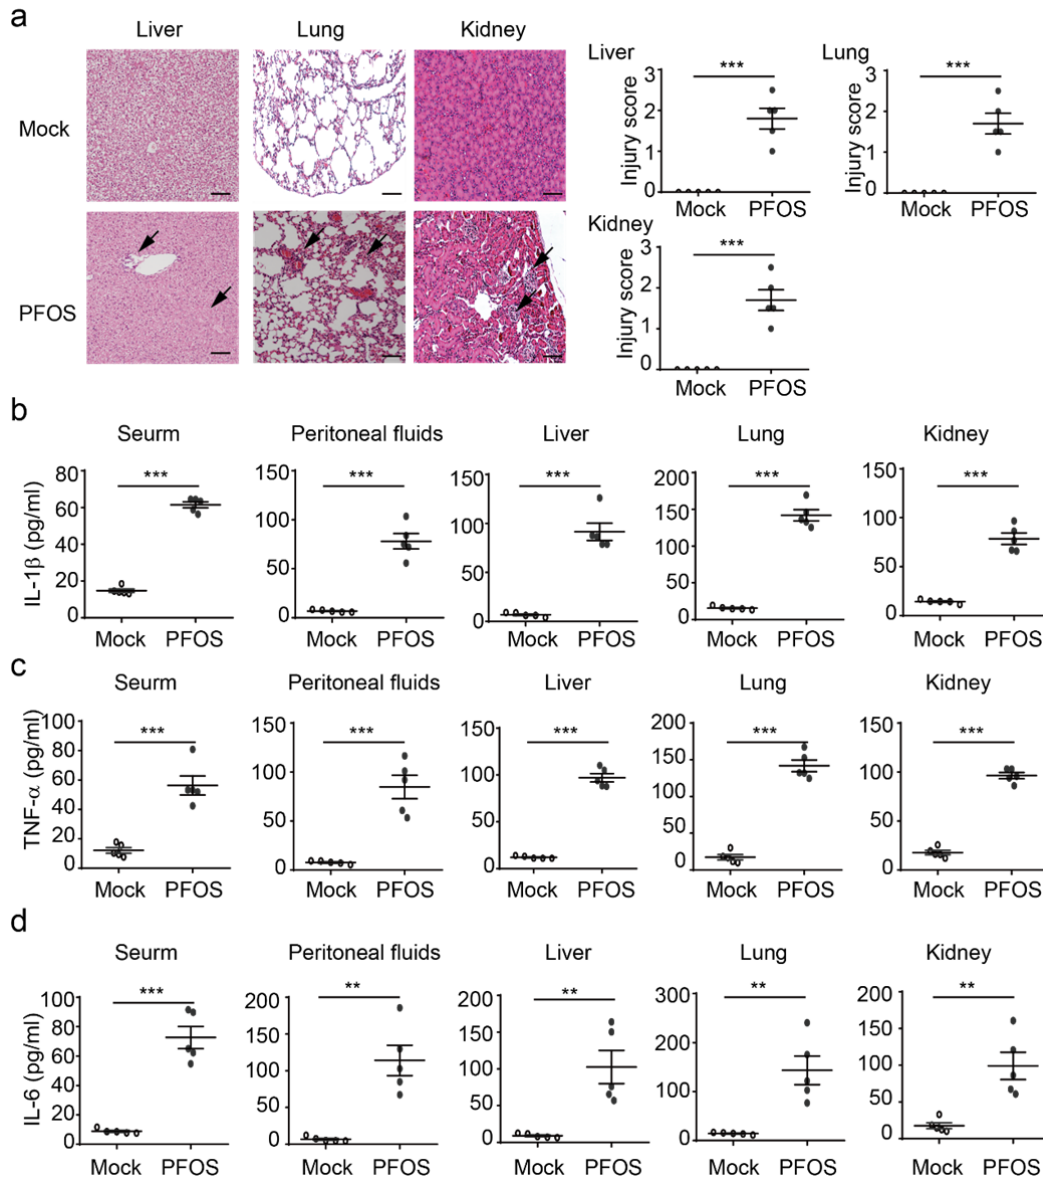 a
Liver Lung Kidney
Mock
PFOS
Liver
Injury score
3
2
1
0
***
Mock PFOS
Lung
Injury score
3
2
1
0
***
Mock PFOS
Kidney
Injury score
3
2
1
0
***
Mock PFOS
b
IL-1β (pg/ml)
Seurm
80
60
40
20
0
***
Mock PFOS
Peritoneal fluids
150
100
50
0
***
Mock PFOS
Liver
150
100
50
0
***
Mock PFOS
Lung
200
150
100
50
0
***
Mock PFOS
Kidney
150
100
50
0
***
Mock PFOS
c
TNF-α (pg/ml)
Seurm
100
80
60
40
20
0
***
Mock PFOS
Peritoneal fluids
150
100
50
0
***
Mock PFOS
Liver
150
100
50
0
***
Mock PFOS
Lung
200
150
100
50
0
***
Mock PFOS
Kidney
150
100
50
0
***
Mock PFOS
d
IL-6 (pg/ml)
Seurm
100
80
60
40
20
0
***
Mock PFOS
Peritoneal fluids
200
150
100
50
0
**
Mock PFOS
Liver
200
150
100
50
0
**
Mock PFOS
Lung
300
200
100
0
**
Mock PFOS
Kidney
200
150
100
50
0
**
Mock PFOS